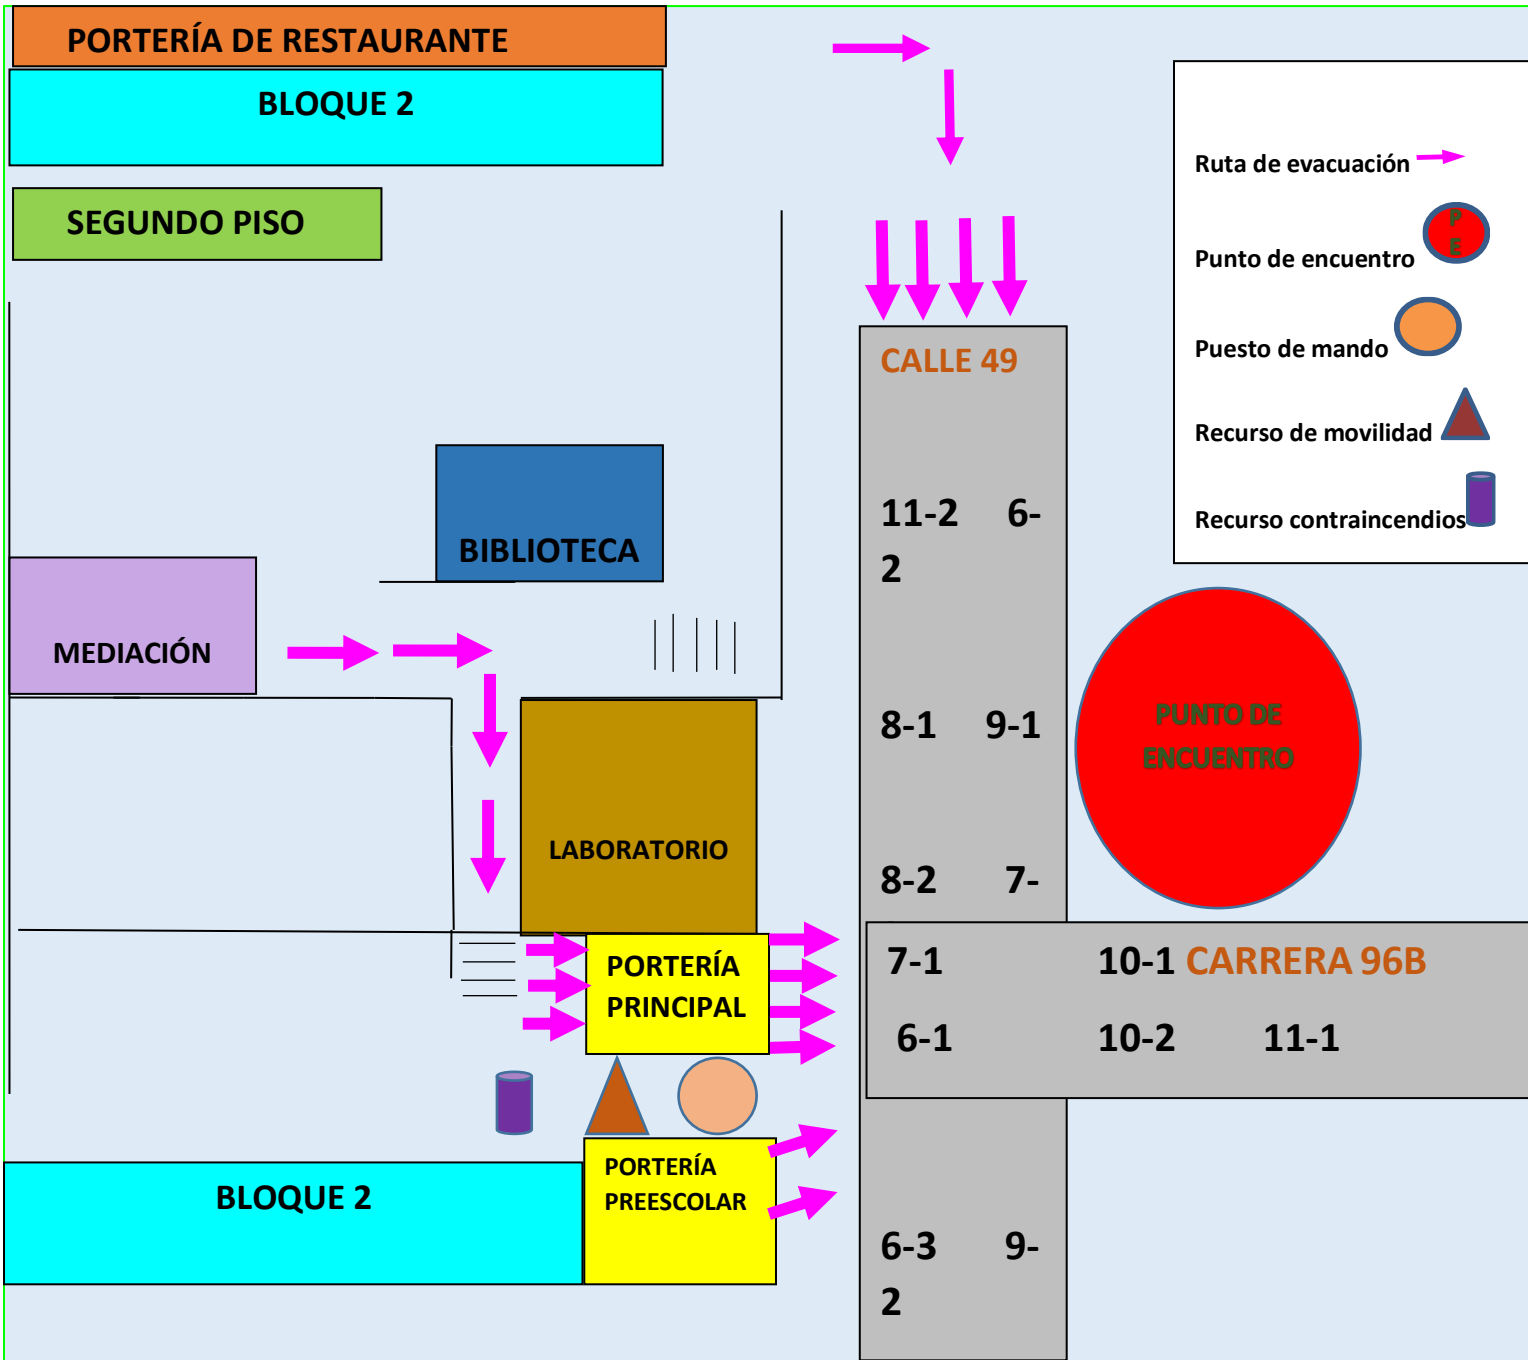 PORTERÍA DE RESTAURANTE
BLOQUE 2
SEGUNDO PISO
Ruta de evacuación
P
E
Punto de encuentro
Puesto de mando
Recurso de movilidad
Recurso contraincendios
CALLE 49
11-2 6-
2
BIBLIOTECA
MEDIACIÓN
8-1 9-1
PUNTO DE
ENCUENTRO
LABORATORIO
8-2 7-
PORTERÍA
PRINCIPAL
7-1 10-1 CARRERA 96B
6-1 10-2 11-1
PORTERÍA
PREESCOLAR
BLOQUE 2
6-3 9-
2